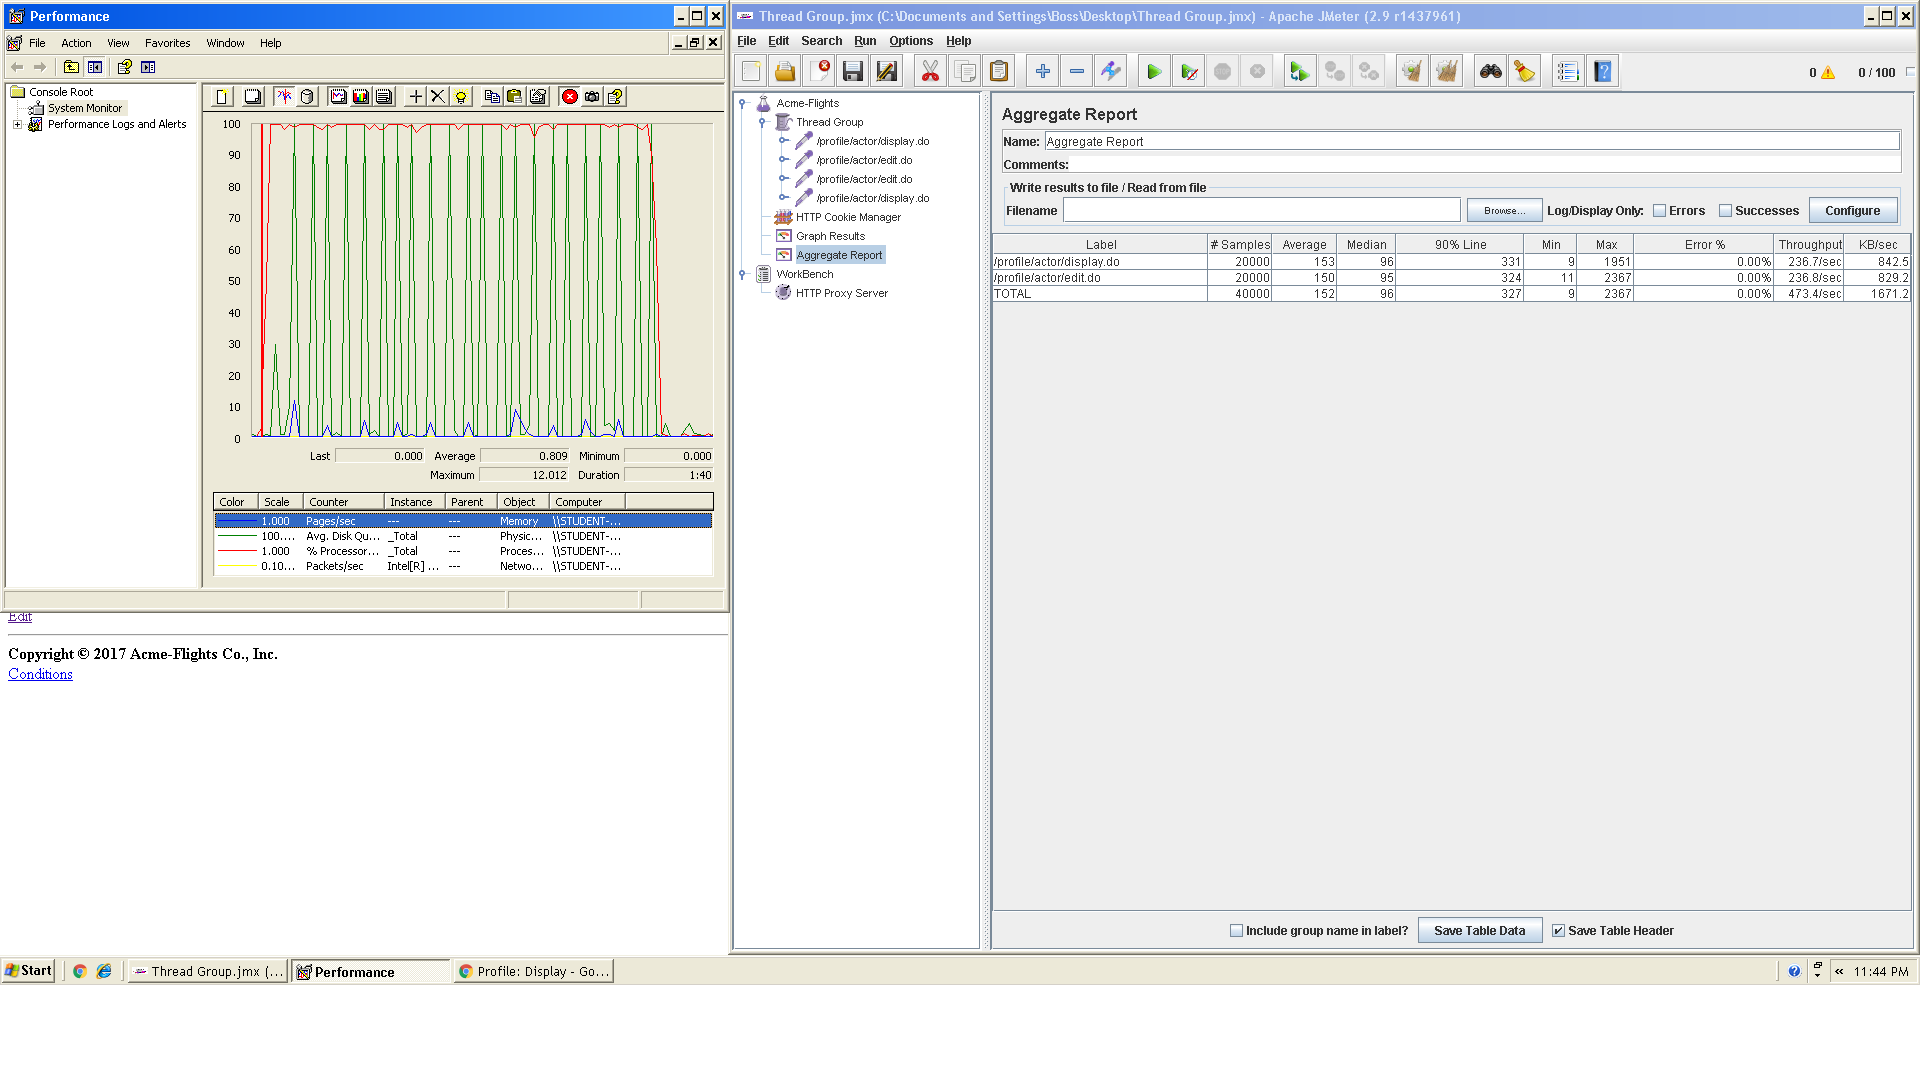 Performance
File Action View Favorites Window Help
Console Root
System Monitor
Performance Logs and Alerts
100
90
80
70
60
50
40
30
20
10
0
Last 0.000 Average 0.809 Minimum 0.000
Maximum 12.012 Duration 1:40
Color Scale Counter Instance Parent Object Computer
1.000 Pages/sec --- --- Memory \\STUDENT-...
100.... Avg. Disk Qu... _Total --- Physic... \\STUDENT-...
1.000 % Processor... _Total --- Proces... \\STUDENT-...
0.10... Packets/sec Intel[R] ... --- Netwo... \\STUDENT-...
Edit
Copyright © 2017 Acme-Flights Co., Inc.
Conditions
Thread Group.jmx (C:\Documents and Settings\Boss\Desktop\Thread Group.jmx) - Apache JMeter (2.9 r1437961)
File Edit Search Run Options Help
0 0 / 100
Acme-Flights
Thread Group
/profile/actor/display.do
/profile/actor/edit.do
/profile/actor/edit.do
/profile/actor/display.do
HTTP Cookie Manager
Graph Results
Aggregate Report
WorkBench
HTTP Proxy Server
Aggregate Report
Name: Aggregate Report
Comments:
Write results to file / Read from file
Filename Browse... Log/Display Only: Errors Successes Configure
Label # Samples Average Median 90% Line Min Max Error % Throughput KB/sec
/profile/actor/display.do 20000 153 96 331 9 1951 0.00% 236.7/sec 842.5
/profile/actor/edit.do 20000 150 95 324 11 2367 0.00% 236.8/sec 829.2
TOTAL 40000 152 96 327 9 2367 0.00% 473.4/sec 1671.2
Include group name in label? Save Table Data Save Table Header
Start Thread Group.jmx (... Performance Profile: Display - Go... 11:44 PM